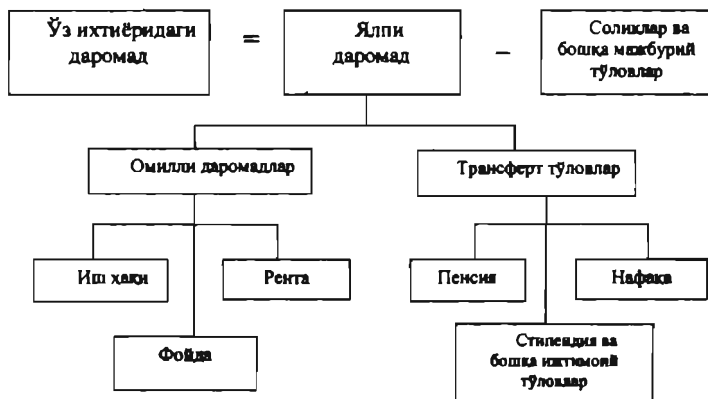 Ўз ихтиёридаги
даромад
=
Ялпи
даромад
–
Солиқлар ва
бошқа мажбурий
тўловлар
Омилли даромадлар
Трансферт тўловлар
Иш ҳақи
Рента
Пенсия
Нафақа
Фойда
Стипендия ва
бошқа ижтимоий
тўловлар